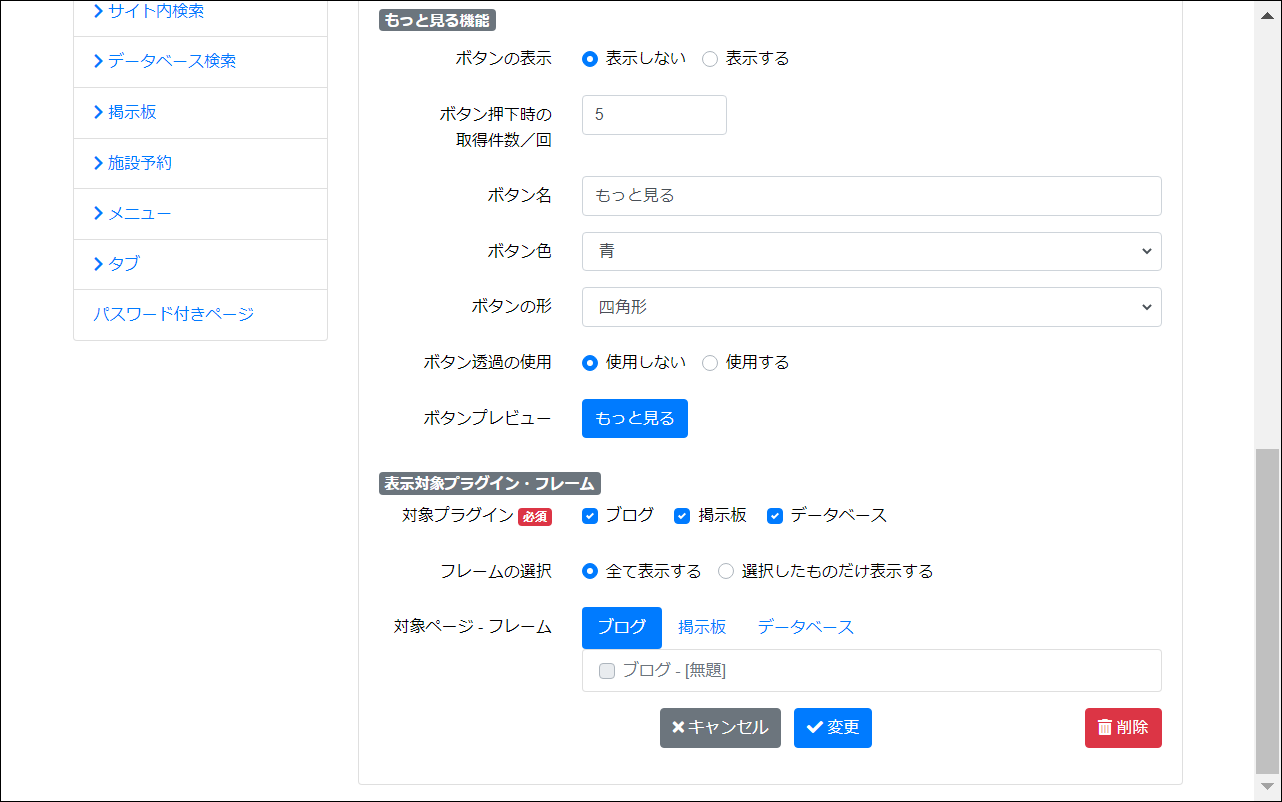 サイト内検索
データベース検索
掲示板
施設予約
メニュー
タブ
パスワード付きページ
もっと見る機能
ボタンの表示 表示しない 表示する
ボタン押下時の
取得件数／回 5
ボタン名 もっと見る
ボタン色 青
ボタンの形 四角形
ボタン透過の使用 使用しない 使用する
ボタンプレビュー もっと見る
表示対象プラグイン・フレーム
対象プラグイン 必須 ブログ 掲示板 データベース
フレームの選択 全て表示する 選択したものだけ表示する
対象ページ - フレーム ブログ 掲示板 データベース
ブログ - [無題]
キャンセル 変更 削除